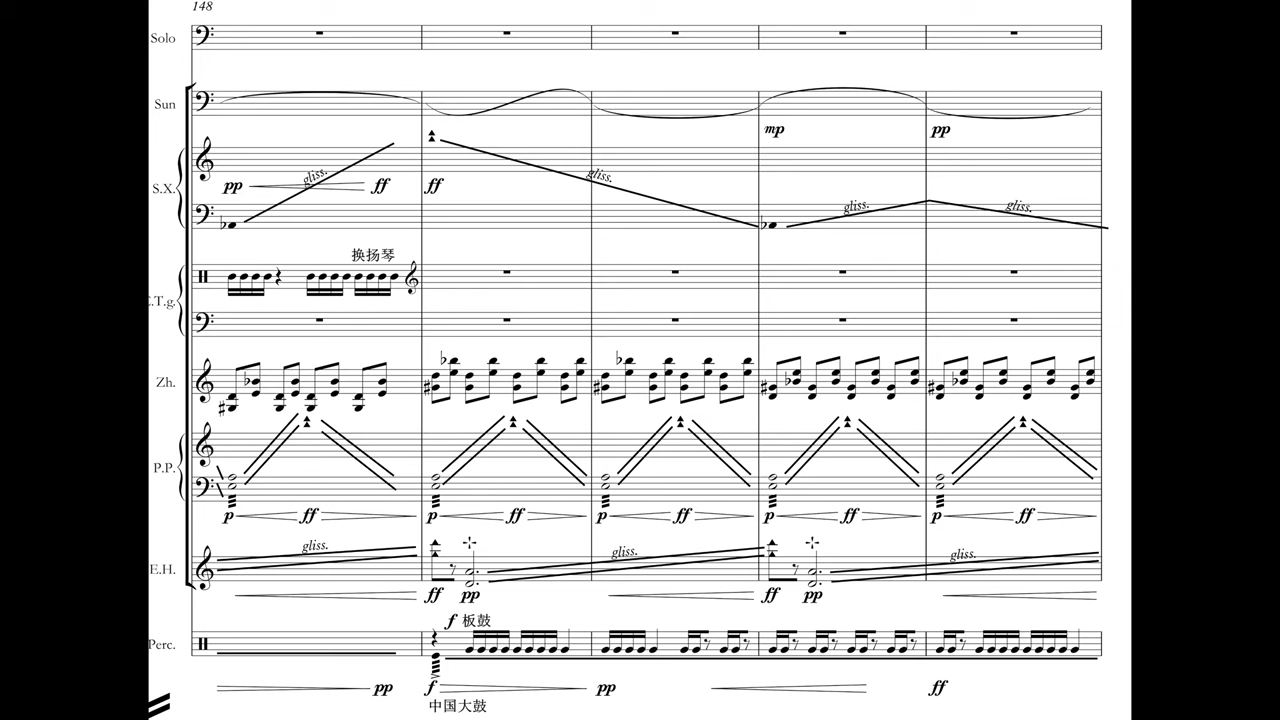 148
Solo
Sun
mp pp
S.X.
pp gliss. ff ff gliss. gliss. gliss.
换扬琴
C.T.g.
Zh.
P.P.
p ff p ff p ff p ff p ff
E.H.
gliss. gliss. gliss.
ff pp ff pp
f 板鼓
Perc.
pp f pp ff
中国大鼓